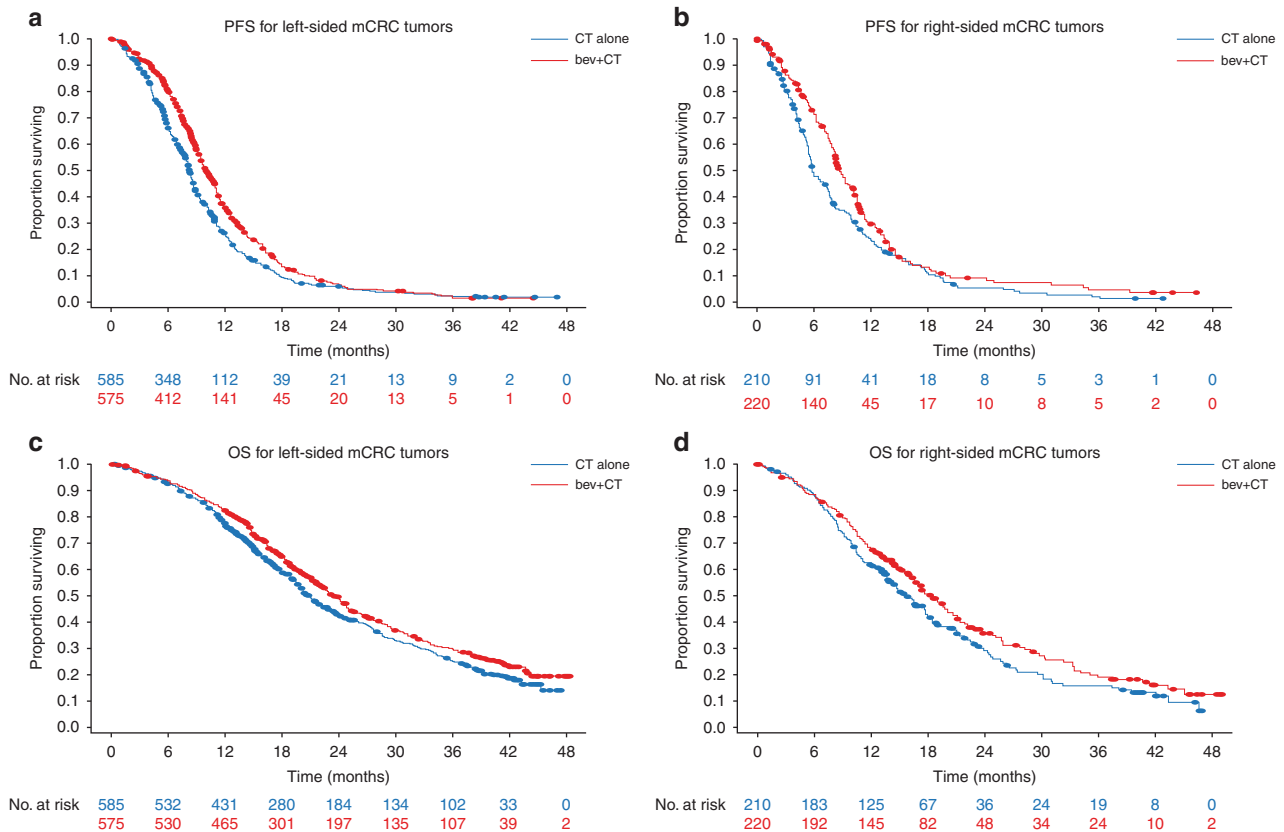 a
PFS for left-sided mCRC tumors
CT alone
bev+CT
Proportion surviving
1.0
0.9
0.8
0.7
0.6
0.5
0.4
0.3
0.2
0.1
0.0
0 6 12 18 24 30 36 42 48
Time (months)
No. at risk 585 348 112 39 21 13 9 2 0
575 412 141 45 20 13 5 1 0
b
PFS for right-sided mCRC tumors
CT alone
bev+CT
Proportion surviving
1.0
0.9
0.8
0.7
0.6
0.5
0.4
0.3
0.2
0.1
0.0
0 6 12 18 24 30 36 42 48
Time (months)
No. at risk 210 91 41 18 8 5 3 1 0
220 140 45 17 10 8 5 2 0
c
OS for left-sided mCRC tumors
CT alone
bev+CT
Proportion surviving
1.0
0.9
0.8
0.7
0.6
0.5
0.4
0.3
0.2
0.1
0.0
0 6 12 18 24 30 36 42 48
Time (months)
No. at risk 585 532 431 280 184 134 102 33 0
575 530 465 301 197 135 107 39 2
d
OS for right-sided mCRC tumors
CT alone
bev+CT
Proportion surviving
1.0
0.9
0.8
0.7
0.6
0.5
0.4
0.3
0.2
0.1
0.0
0 6 12 18 24 30 36 42 48
Time (months)
No. at risk 210 183 125 67 36 24 19 8 0
220 192 145 82 48 34 24 10 2